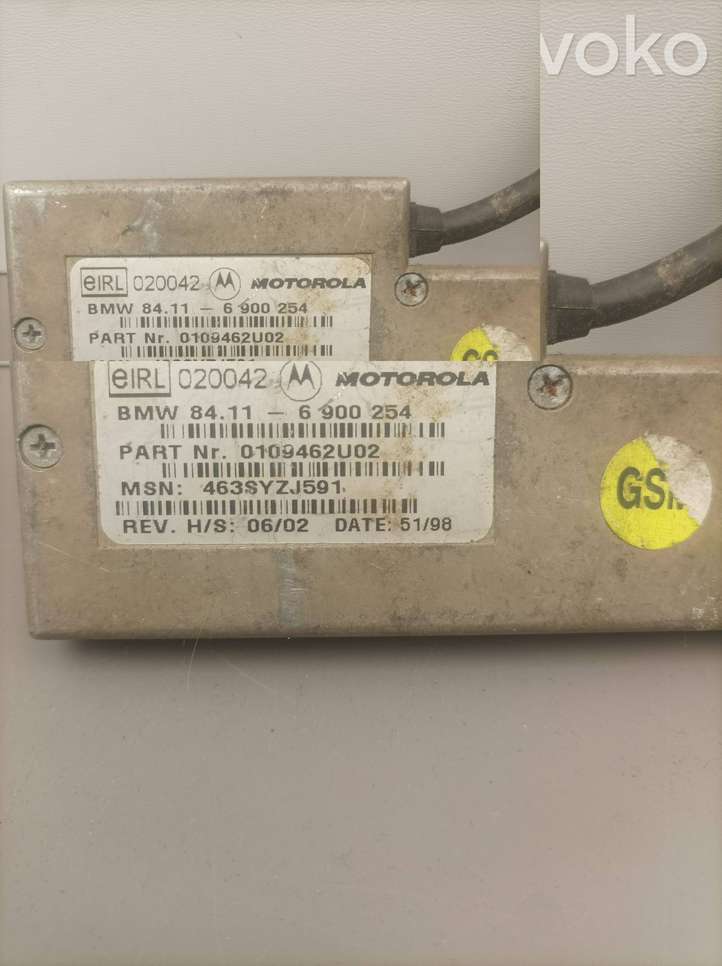 voko
eIRL 020042 MOTOROLA
BMW 84.11 – 6 900 254
PART Nr. 0109462U02
GS
eIRL 020042 MOTOROLA
BMW 84.11 – 6 900 254
PART Nr. 0109462U02
MSN: 463SYZJ591
REV. H/S: 06/02 DATE: 51/98
GSM